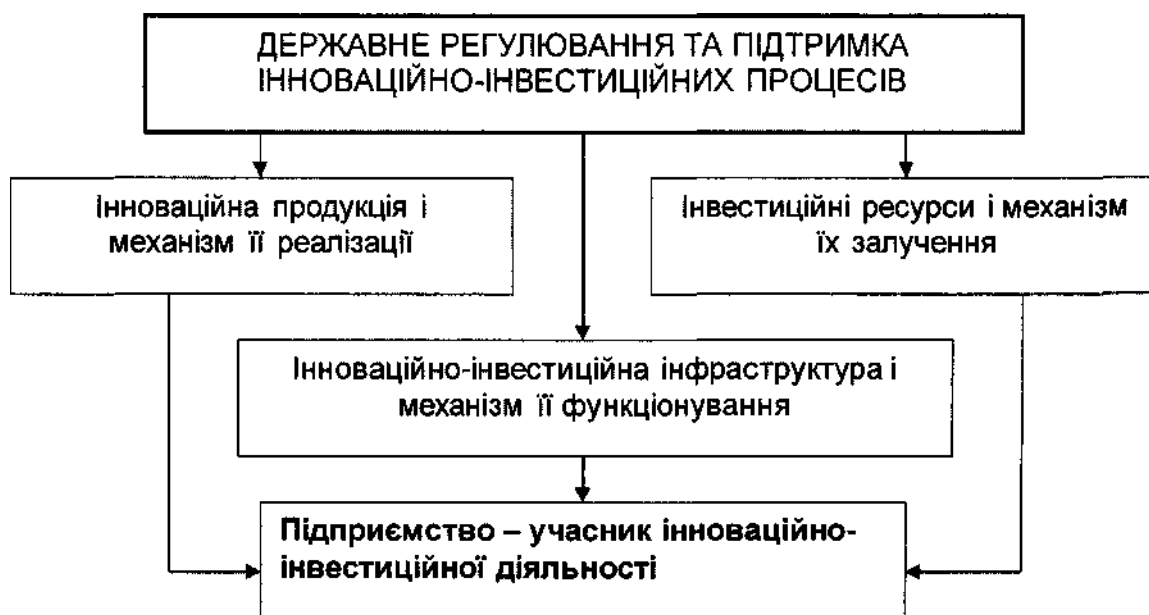 ДЕРЖАВНЕ РЕГУЛЮВАННЯ ТА ПІДТРИМКА
ІННОВАЦІЙНО-ІНВЕСТИЦІЙНИХ ПРОЦЕСІВ
Інноваційна продукція і
механізм її реалізації
Інвестиційні ресурси і механізм
їх залучення
Інноваційно-інвестиційна інфраструктура і
механізм її функціонування
Підприємство – учасник інноваційно-
інвестиційної діяльності